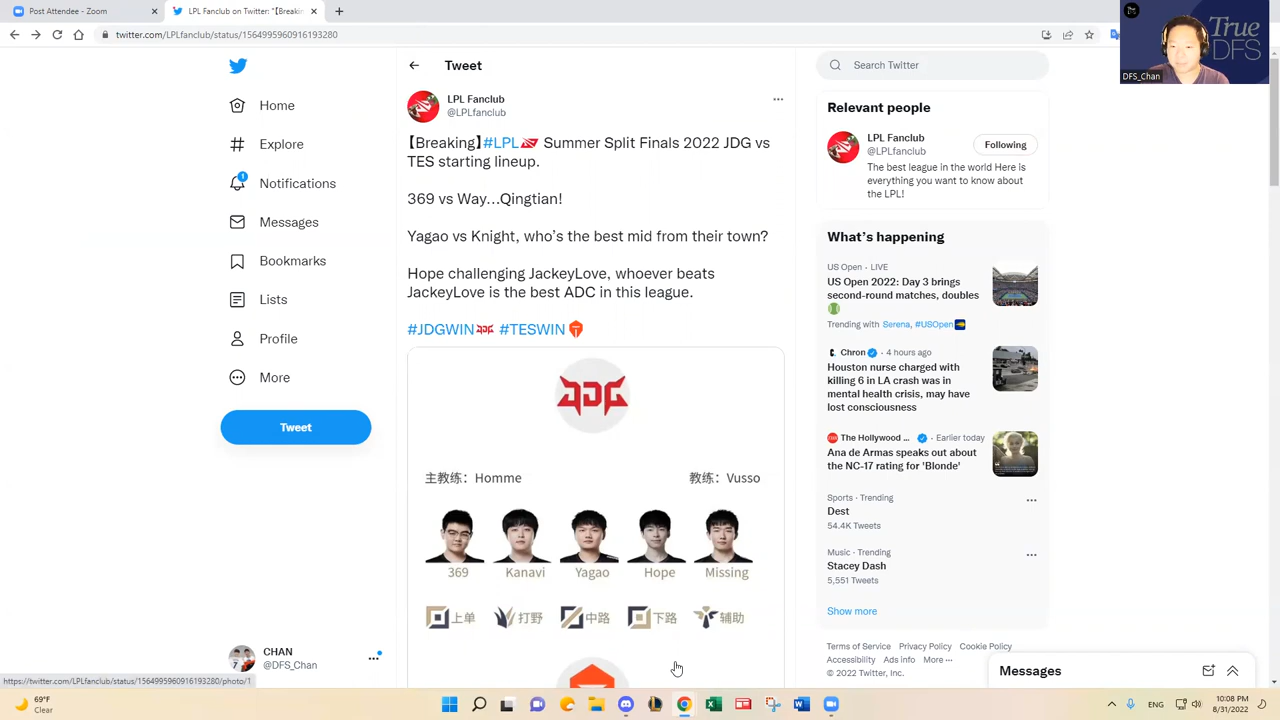 Post Attendee - Zoom
LPL Fanclub on Twitter: "【Breaki
twitter.com/LPLfanclub/status/1564995960916193280
True
DFS
DFS_Chan
Home
Explore
1
Notifications
Messages
Bookmarks
Lists
Profile
More
Tweet
CHAN
@DFS_Chan
https://twitter.com/LPLfanclub/status/1564995960916193280/photo/1
Tweet
LPL Fanclub
@LPLfanclub
【Breaking】#LPL Summer Split Finals 2022 JDG vs
TES starting lineup.
369 vs Way...Qingtian!
Yagao vs Knight, who's the best mid from their town?
Hope challenging JackeyLove, whoever beats
JackeyLove is the best ADC in this league.
#JDGWIN #TESWIN
JDG
主教练：Homme
教练：Vusso
369 Kanavi Yagao Hope Missing
上单 打野 中路 下路 辅助
Search Twitter
Relevant people
LPL Fanclub
@LPLfanclub
Following
The best league in the world Here is
everything you want to know about
the LPL!
What's happening
US Open · LIVE
US Open 2022: Day 3 brings
second-round matches, doubles
Trending with Serena, #USOpen
Chron · 4 hours ago
Houston nurse charged with
killing 6 in LA crash was in
mental health crisis, may have
lost consciousness
The Hollywood ... · Earlier today
Ana de Armas speaks out about
the NC-17 rating for 'Blonde'
Sports · Trending
Dest
54.4K Tweets
Music · Trending
Stacey Dash
5,551 Tweets
Show more
Terms of Service Privacy Policy Cookie Policy
Accessibility Ads info More ...
© 2022 Twitter, Inc.
Messages
69°F
Clear
ENG
10:08 PM
8/31/2022